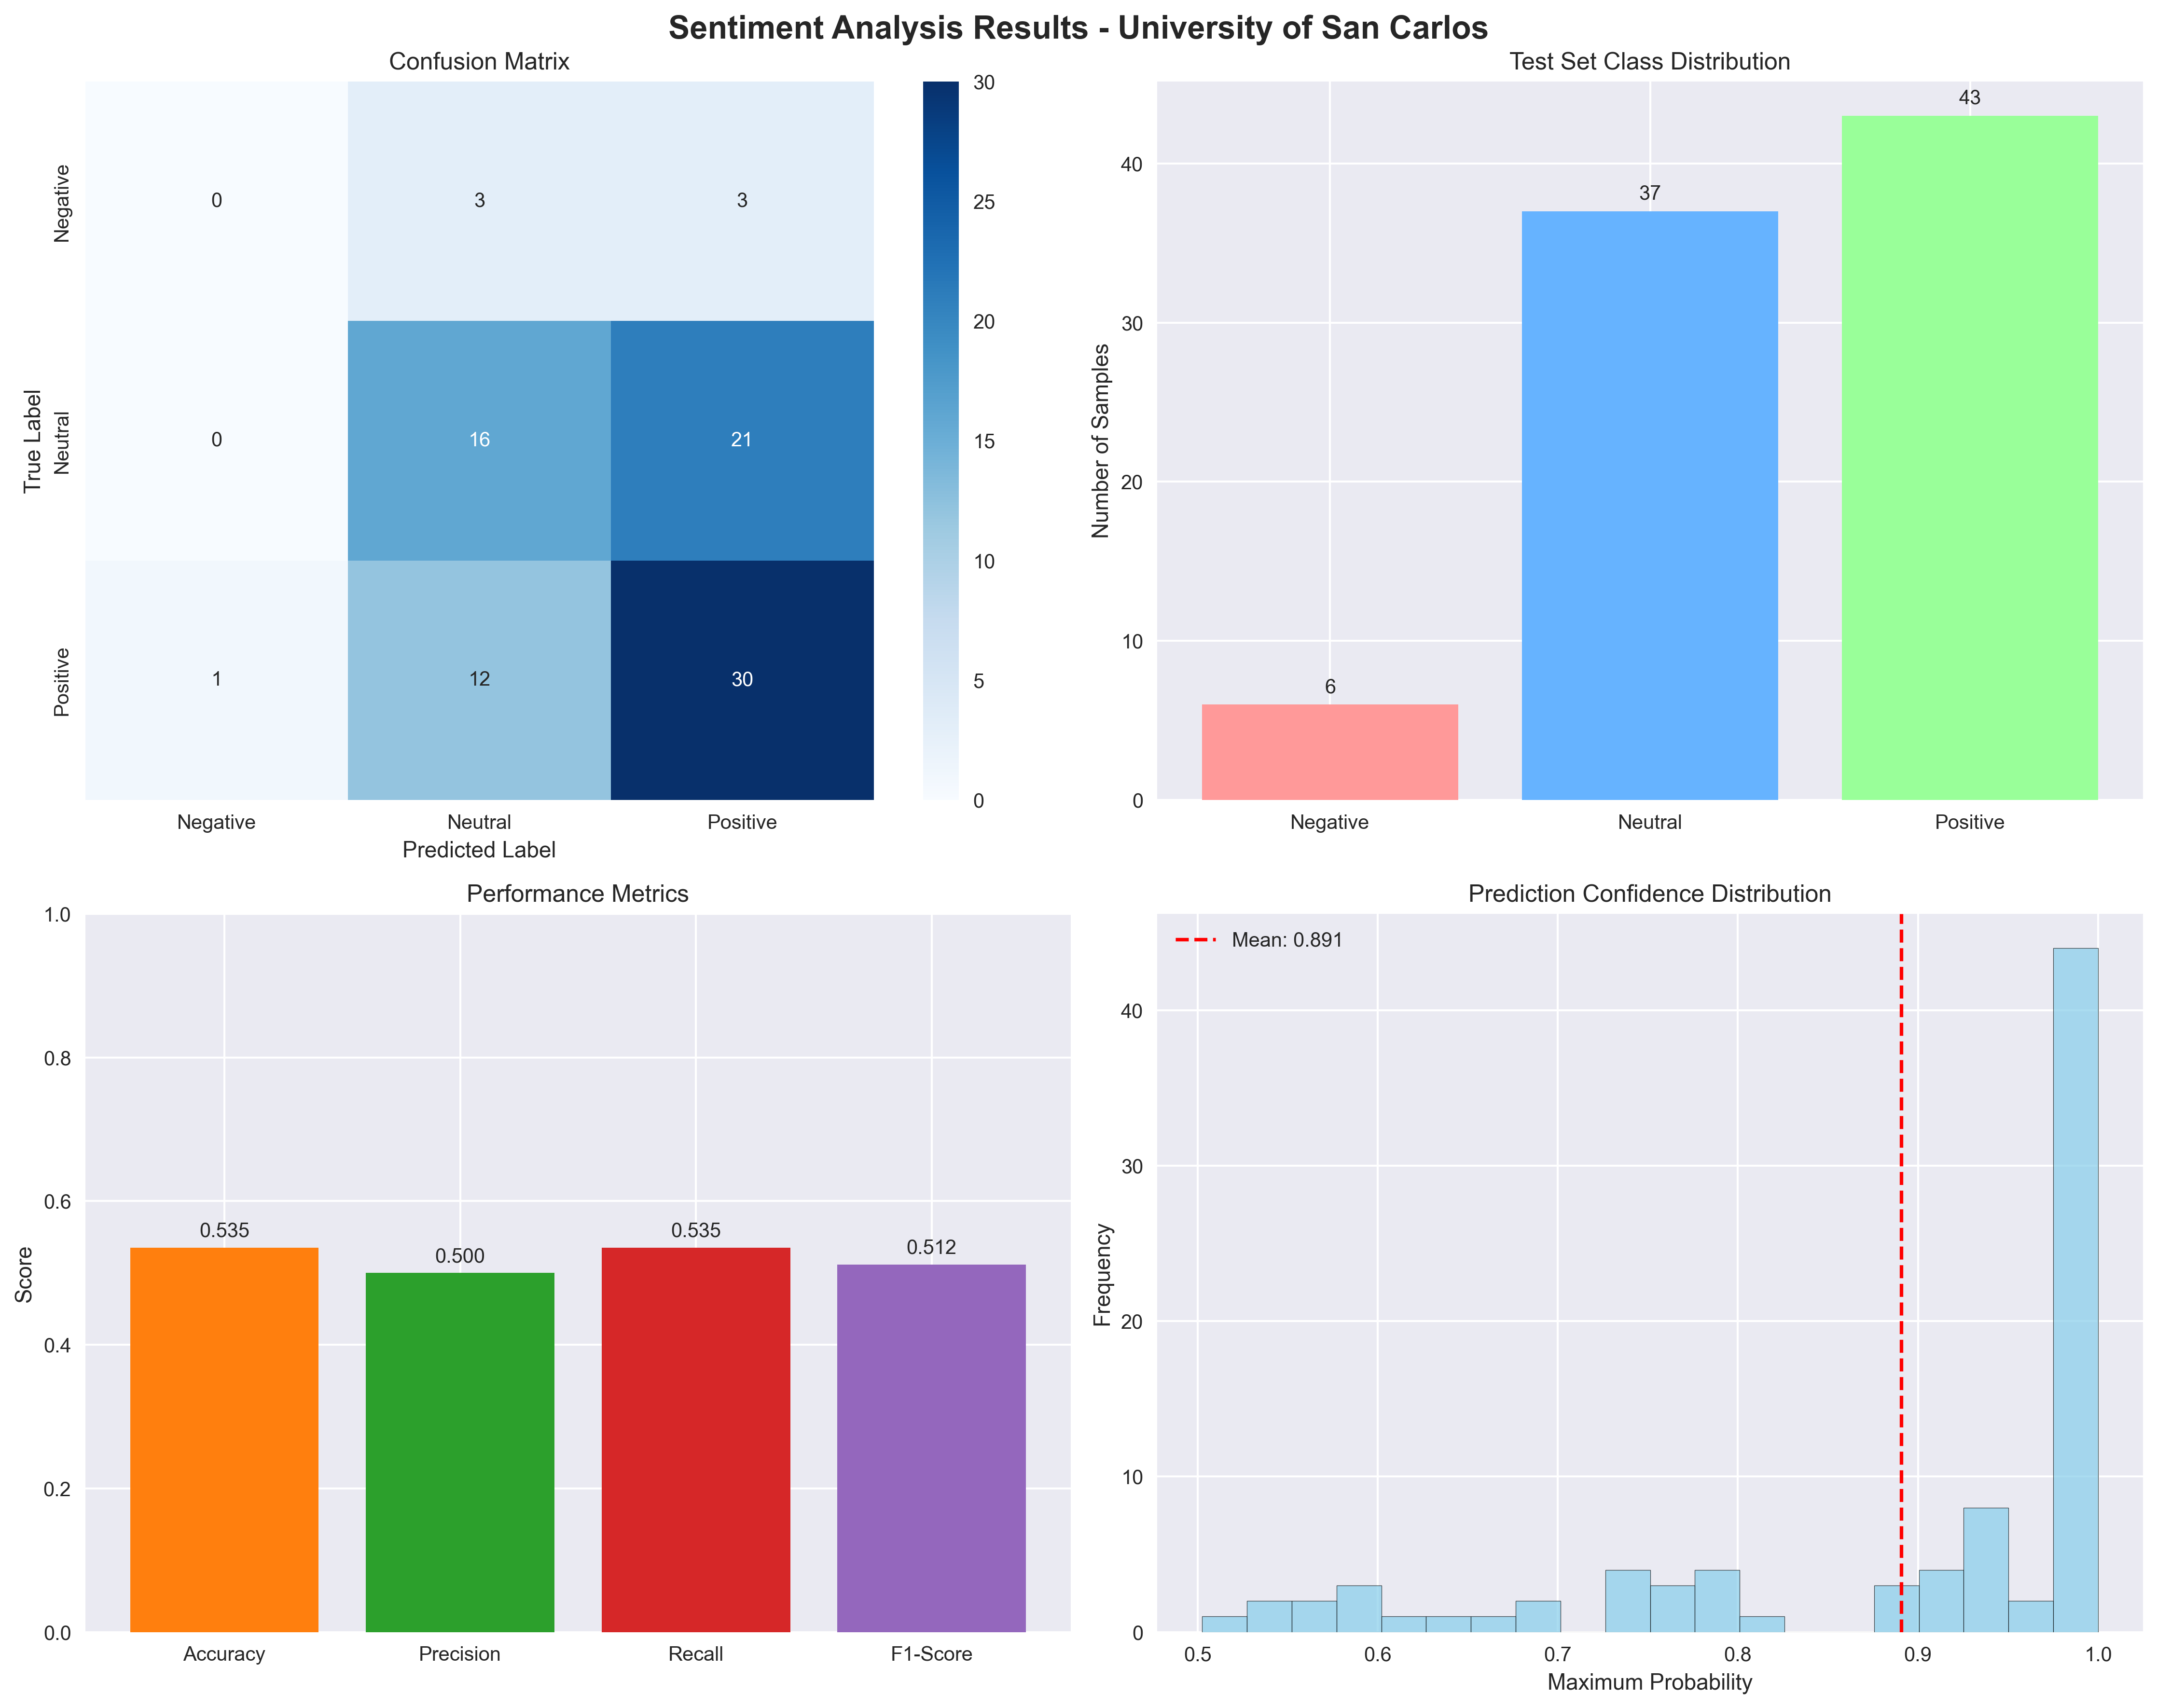 Sentiment Analysis Results - University of San Carlos
Confusion Matrix
True Label
Negative
Neutral
Positive
0 3 3
0 16 21
1 12 30
Negative Neutral Positive
Predicted Label
30
25
20
15
10
5
0
Test Set Class Distribution
Number of Samples
40
30
20
10
0
6
37
43
Negative Neutral Positive
Performance Metrics
Score
1.0
0.8
0.6
0.4
0.2
0.0
0.535
0.500
0.535
0.512
Accuracy Precision Recall F1-Score
Prediction Confidence Distribution
Mean: 0.891
Frequency
40
30
20
10
0
0.5 0.6 0.7 0.8 0.9 1.0
Maximum Probability